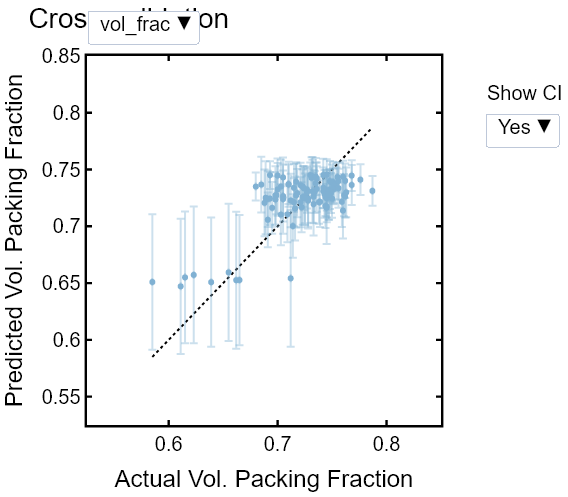 Cross
vol_frac ▼
Show CI
Yes ▼
Predicted Vol. Packing Fraction
0.85
0.8
0.75
0.7
0.65
0.6
0.55
0.6
0.7
0.8
Actual Vol. Packing Fraction